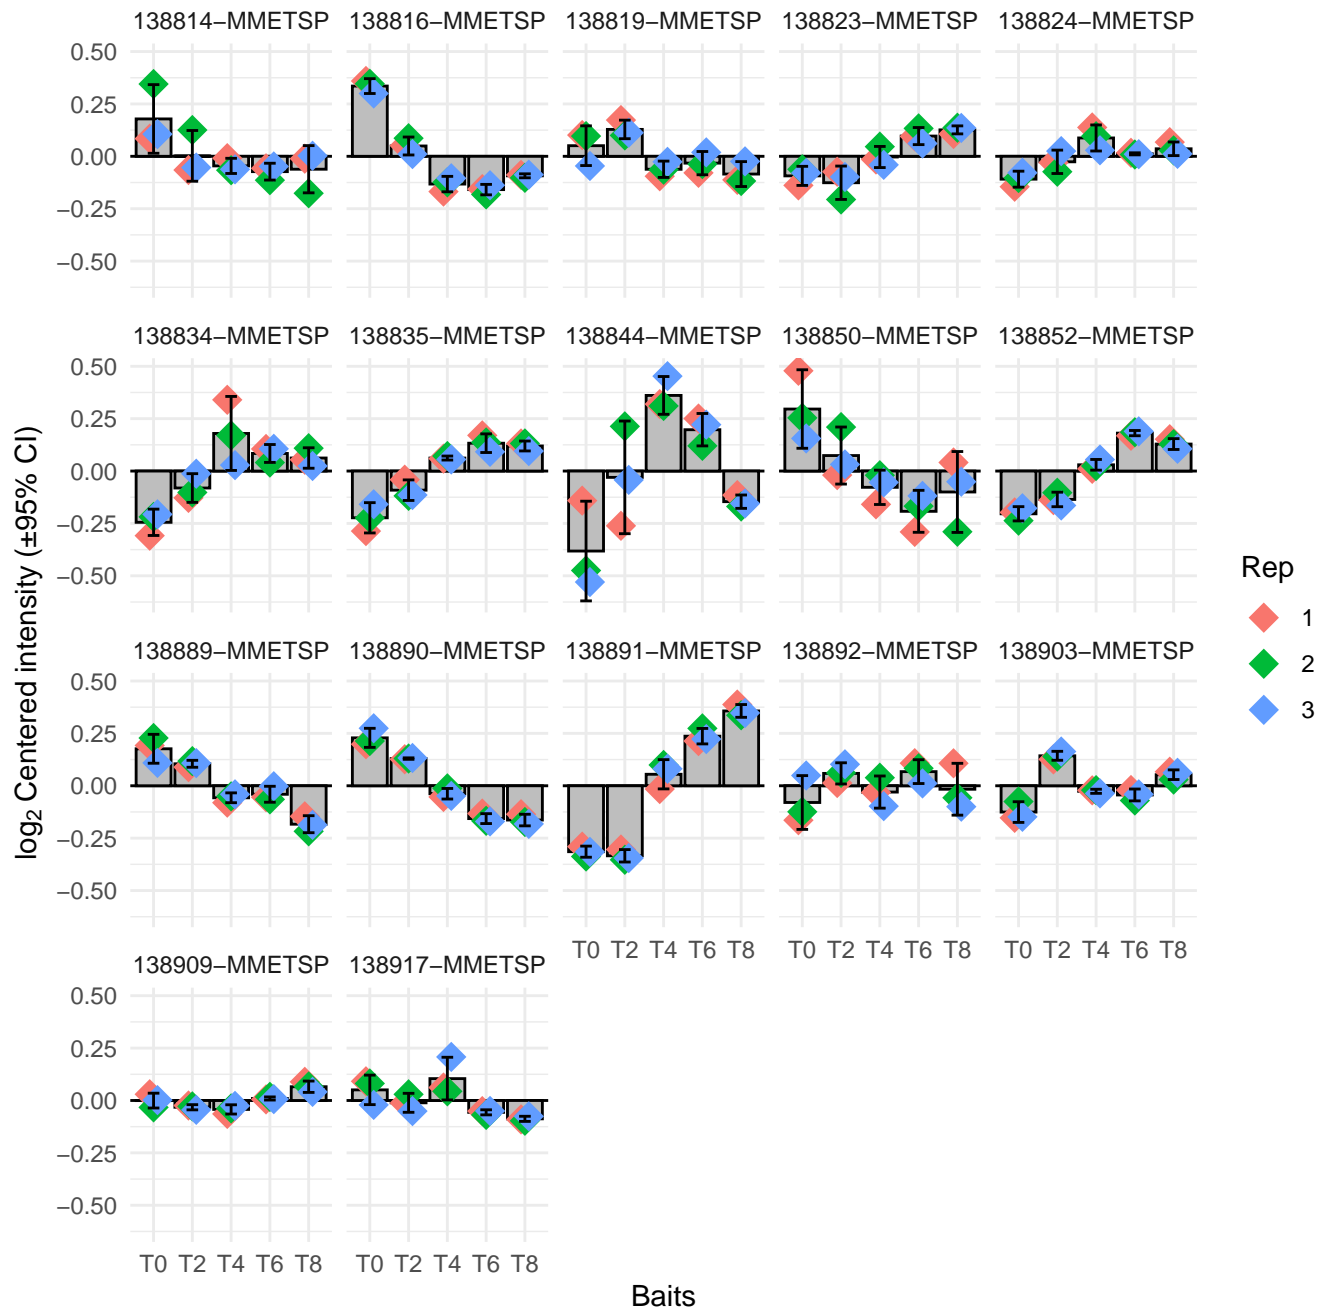 138814−MMETSP 138816−MMETSP 138819−MMETSP 138823−MMETSP 138824−MMETSP
0.50
0.25
0.00
−0.25
−0.50
138834−MMETSP 138835−MMETSP 138844−MMETSP 138850−MMETSP 138852−MMETSP
0.50
0.25
0.00
−0.25
−0.50
138889−MMETSP 138890−MMETSP 138891−MMETSP 138892−MMETSP 138903−MMETSP
0.50
0.25
0.00
−0.25
−0.50
T0 T2 T4 T6 T8 T0 T2 T4 T6 T8 T0 T2 T4 T6 T8
138909−MMETSP 138917−MMETSP
0.50
0.25
0.00
−0.25
−0.50
T0 T2 T4 T6 T8 T0 T2 T4 T6 T8
Baits
log₂ Centered intensity (±95% CI)
Rep
1
2
3